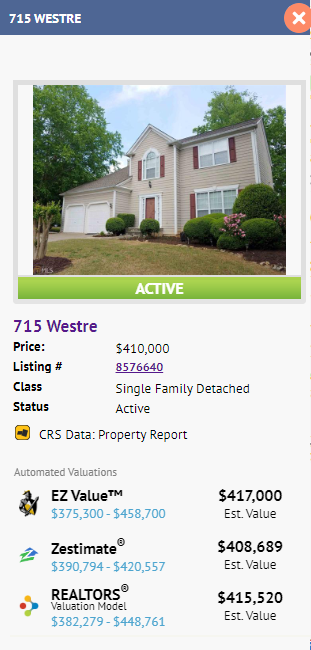 715 WESTRE
MLS
ACTIVE
715 Westre
Price: $410,000
Listing # 8576640
Class Single Family Detached
Status Active
CRS Data: Property Report
Automated Valuations
EZ Value™ $417,000
$375,300 - $458,700 Est. Value
Zestimate® $408,689
$390,794 - $420,557 Est. Value
REALTORS® $415,520
Valuation Model
$382,279 - $448,761 Est. Value